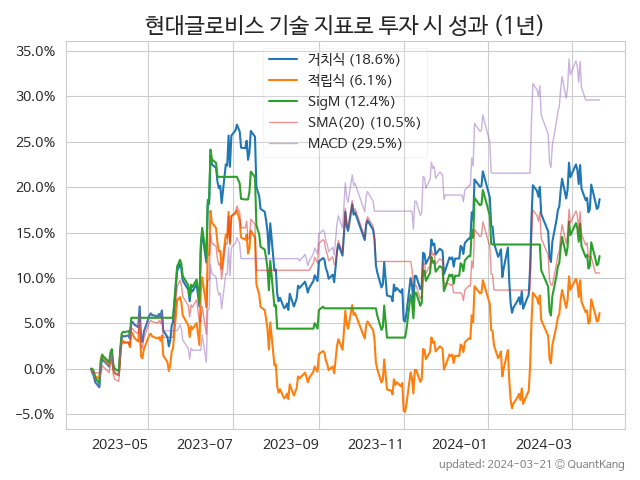 현대글로비스 기술 지표로 투자 시 성과 (1년)
35.0%
30.0%
25.0%
20.0%
15.0%
10.0%
5.0%
0.0%
−5.0%
거치식 (18.6%)
적립식 (6.1%)
SigM (12.4%)
SMA(20) (10.5%)
MACD (29.5%)
2023-05 2023-07 2023-09 2023-11 2024-01 2024-03
updated: 2024-03-21 © QuantKang